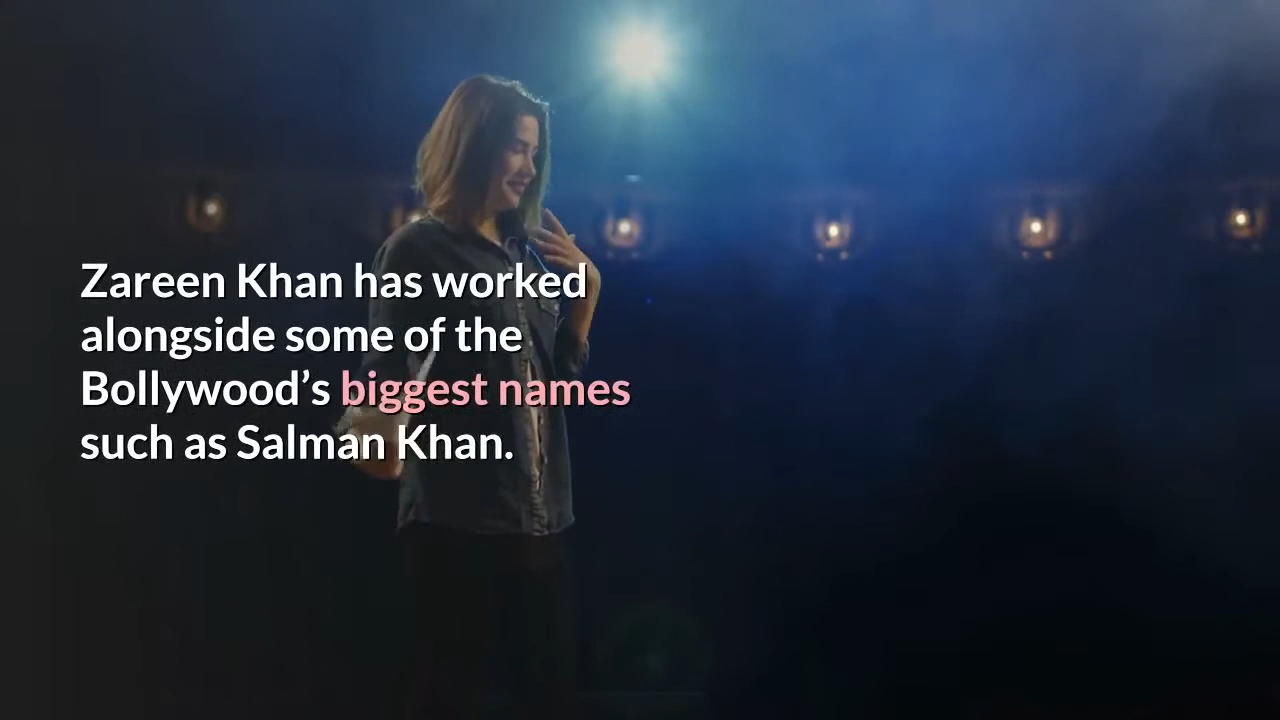 Zareen Khan has worked
alongside some of the
Bollywood’s biggest names
such as Salman Khan.